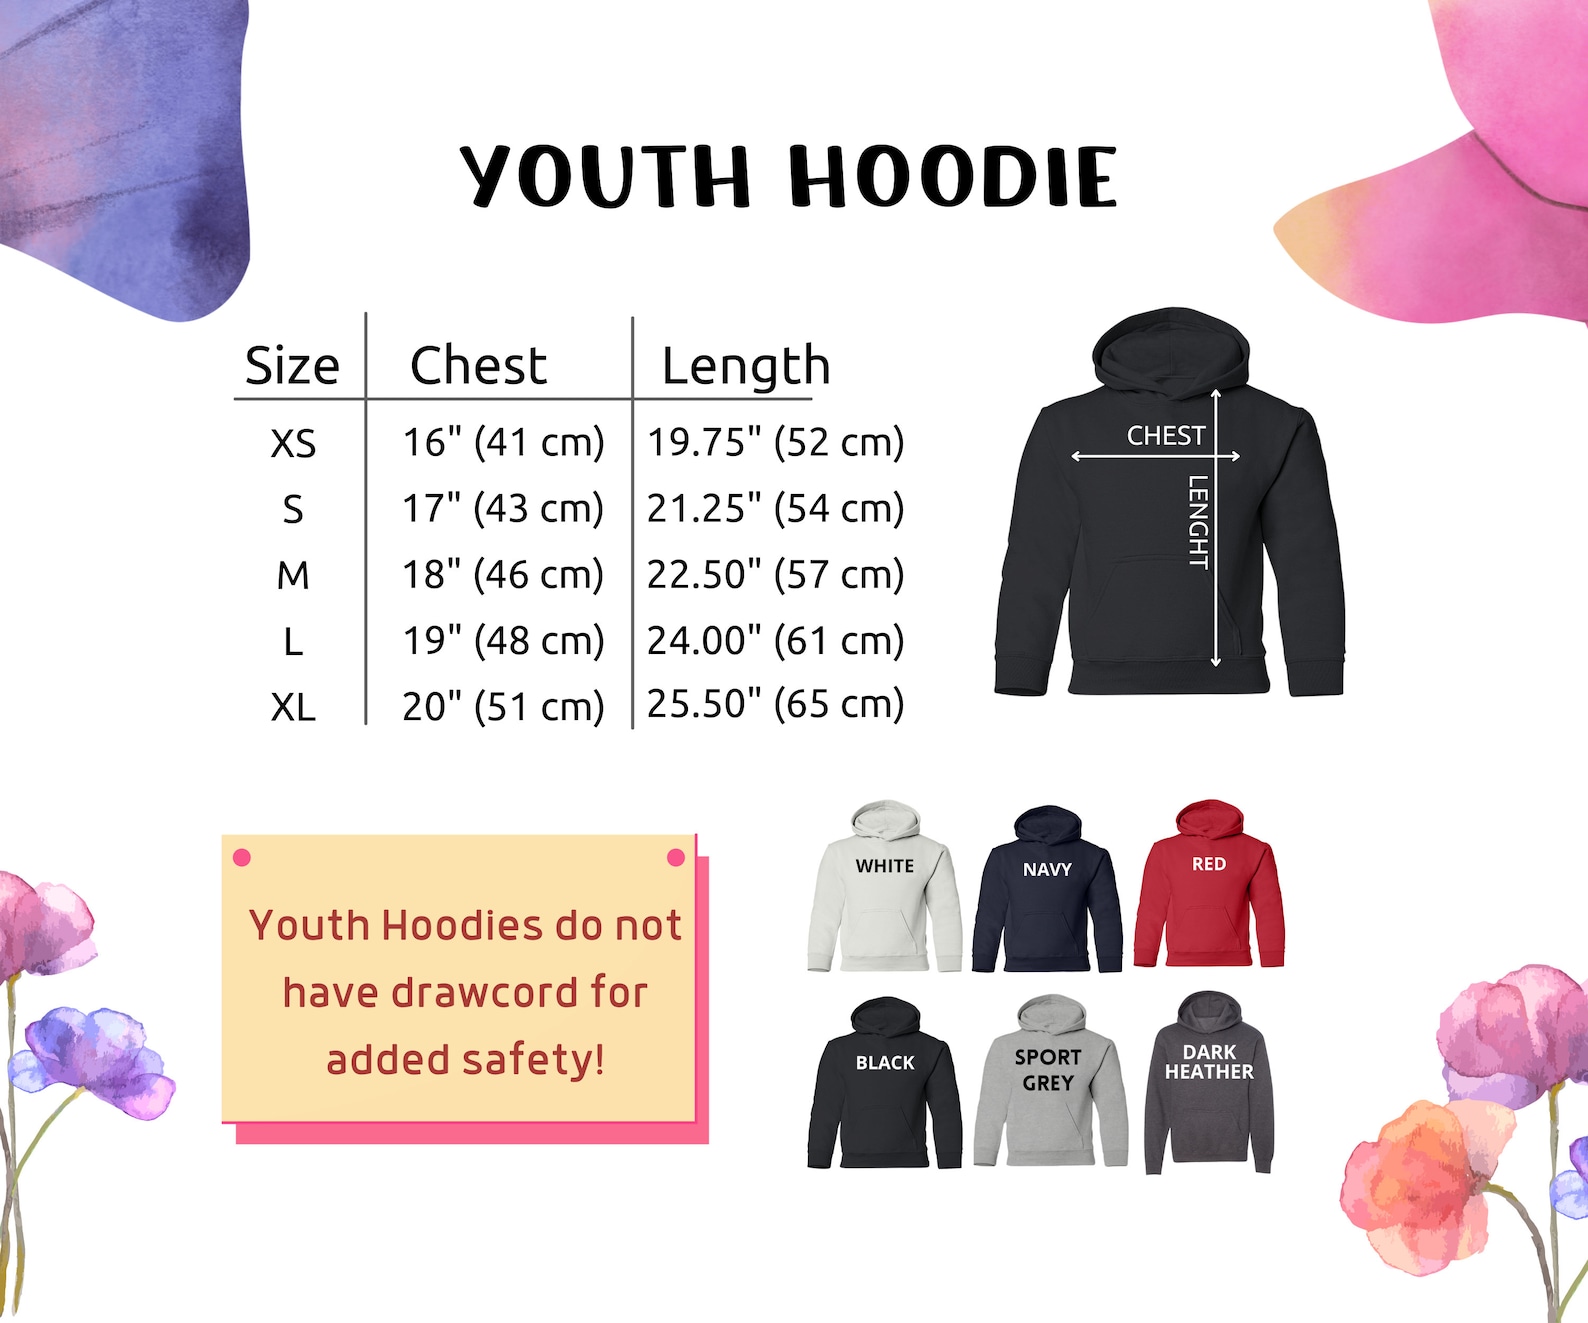 YOUTH HOODIE
Size Chest Length
XS 16" (41 cm) 19.75" (52 cm)
S 17" (43 cm) 21.25" (54 cm)
M 18" (46 cm) 22.50" (57 cm)
L 19" (48 cm) 24.00" (61 cm)
XL 20" (51 cm) 25.50" (65 cm)
CHEST
LENGHT
Youth Hoodies do not
have drawcord for
added safety!
WHITE
NAVY
RED
BLACK
SPORT
GREY
DARK
HEATHER